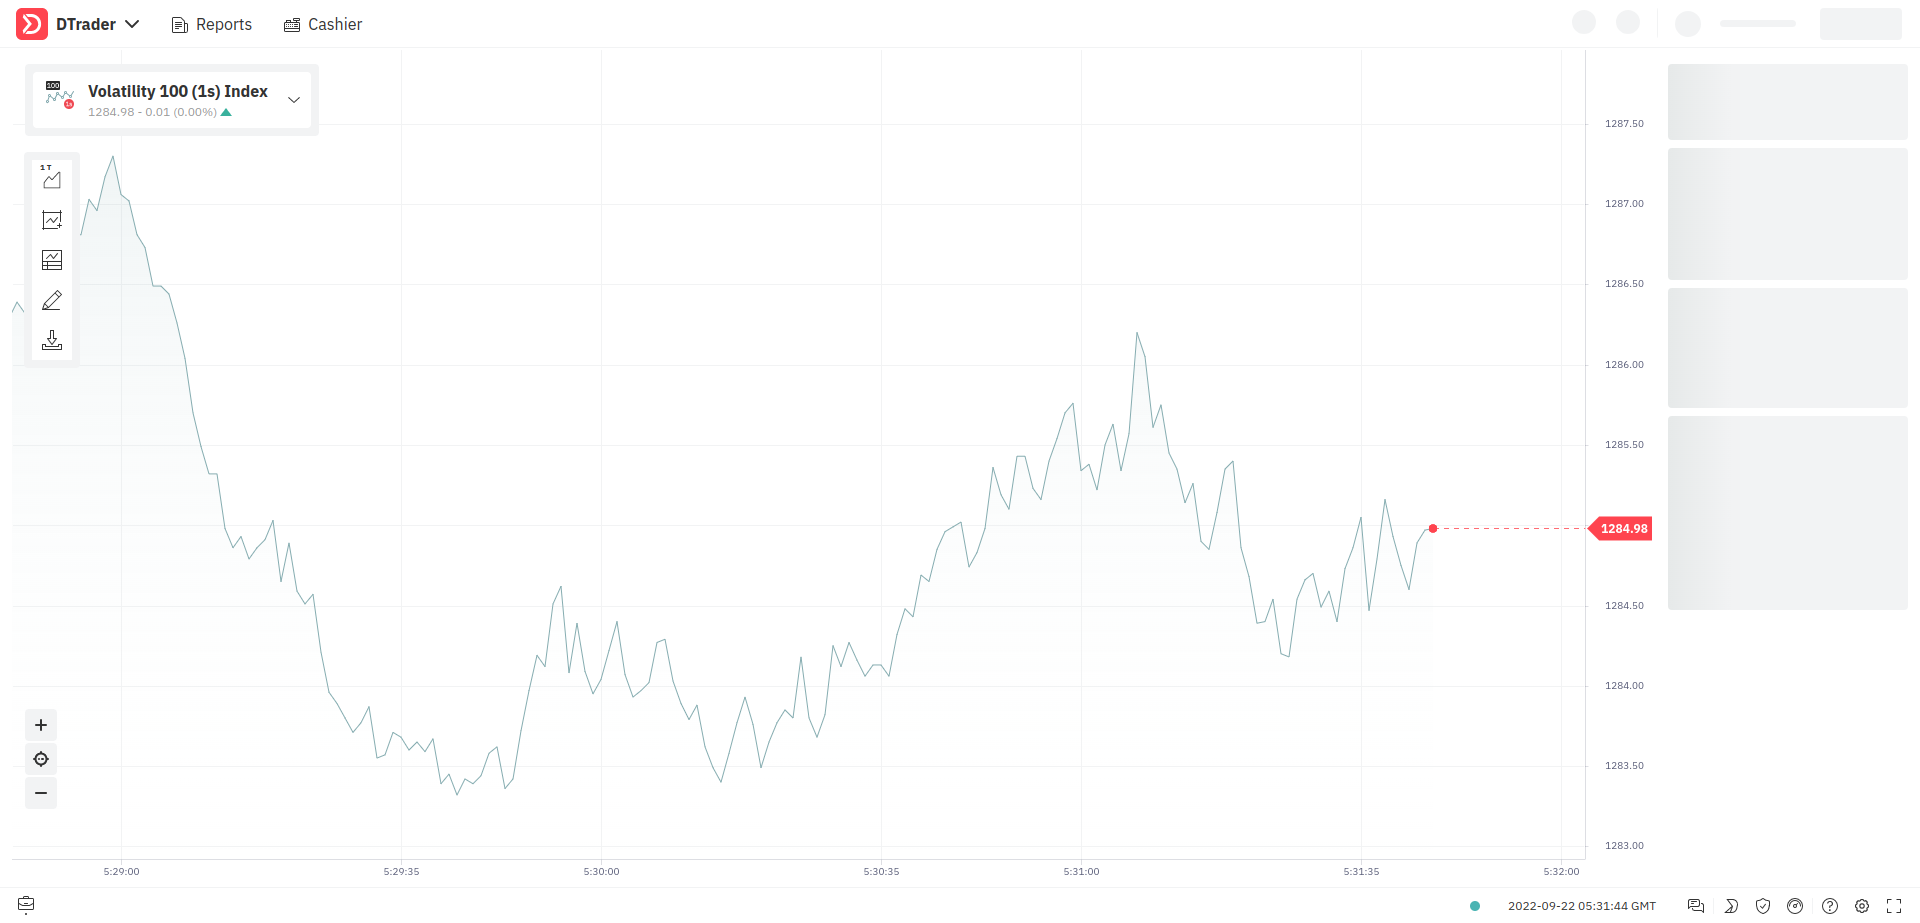 DTrader
Reports
Cashier
100
Volatility 100 (1s) Index
1s
1284.98 - 0.01 (0.00%)
1T
1287.50
1287.00
1286.50
1286.00
1285.50
1284.98
1284.50
1284.00
1283.50
1283.00
5:29:00
5:29:35
5:30:00
5:30:35
5:31:00
5:31:35
5:32:00
2022-09-22 05:31:44 GMT